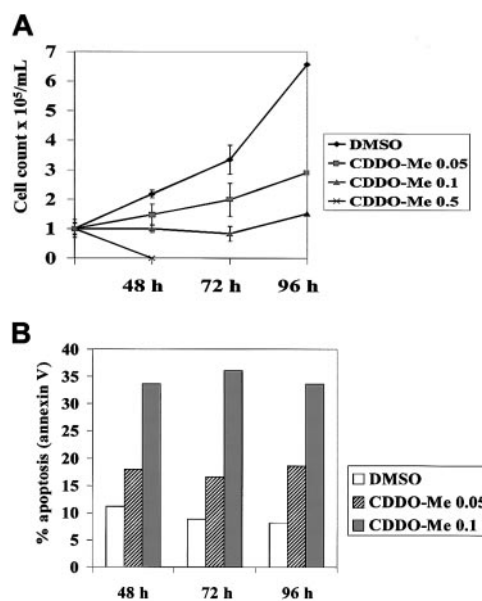 A
Cell count x 10⁵/mL
7
6
5
4
3
2
1
0
48 h 72 h 96 h
DMSO
CDDO-Me 0.05
CDDO-Me 0.1
CDDO-Me 0.5
B
% apoptosis (annexin V)
40
35
30
25
20
15
10
5
0
48 h 72 h 96 h
DMSO
CDDO-Me 0.05
CDDO-Me 0.1